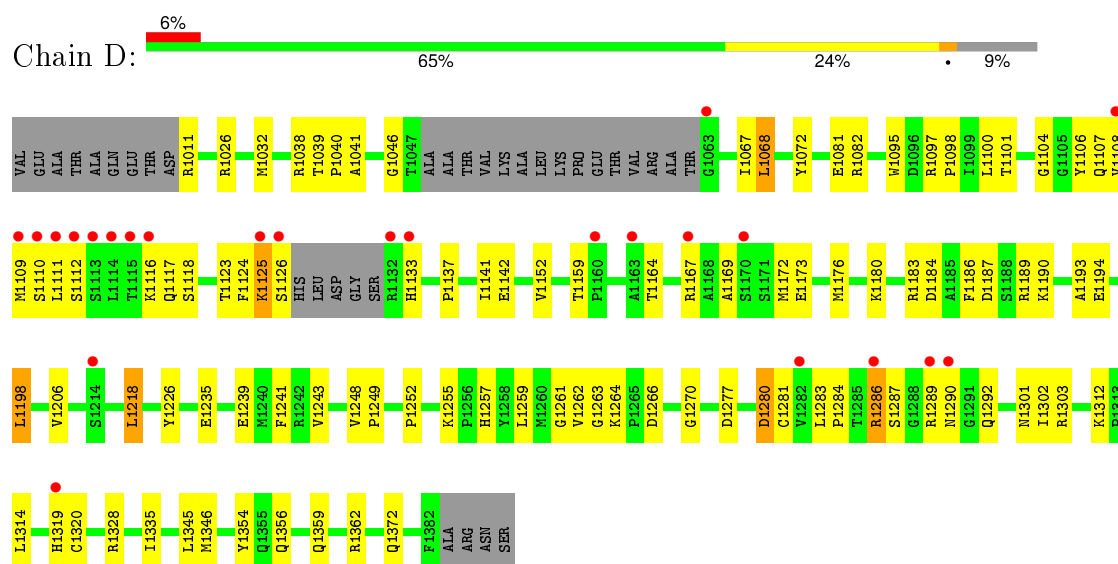 6%
Chain D:
65% 24% • 9%
VAL GLU ALA THR ALA GLN GLU THR ASP R1011 R1026 M1032 R1038 T1039 P1040 A1041 G1046 T1047 ALA ALA THR VAL LYS ALA LEU LYS PRO GLU THR VAL ARG ALA THR G1063 I1067 L1068 Y1072 E1081 R1082 W1095 D1096 R1097 P1098 I1099 L1100 T1101 G1104 G1105 Y1106 Q1107 V1108
M1109 S1110 L1111 S1112 S1113 L1114 T1115 K1116 Q1117 S1118 T1123 F1124 K1125 S1126 HIS LEU ASP GLY SER R1132 H1133 P1137 I1141 E1142 V1152 T1159 P1160 A1163 T1164 R1167 A1168 A1169 S1170 S1171 M1172 E1173 M1176 K1180 R1183 D1184 A1185 F1186 D1187 S1188 R1189 K1190 A1193 E1194
L1198 V1206 S1214 L1218 Y1226 E1235 E1239 M1240 F1241 R1242 V1243 V1248 P1249 P1252 K1255 P1256 H1257 Y1258 L1259 M1260 G1261 V1262 G1263 K1264 P1265 D1266 G1270 D1277 D1280 C1281 V1282 L1283 P1284 T1285 R1286 S1287 G1288 R1289 N1290 G1291 Q1292 N1301 I1302 R1303 K1312 P1313
L1314 H1319 C1320 R1328 I1335 L1345 M1346 Y1354 Q1355 Q1356 Q1359 R1362 Q1372 F1382 ALA ARG ASN SER